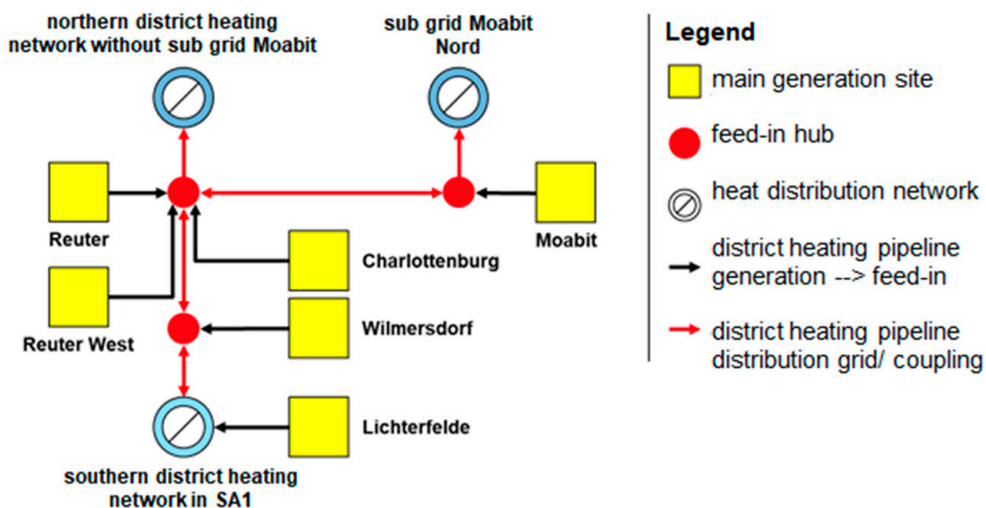 northern district heating
network without sub grid Moabit
sub grid Moabit
Nord
Reuter
Moabit
Charlottenburg
Reuter West
Wilmersdorf
Lichterfelde
southern district heating
network in SA1
Legend
main generation site
feed-in hub
heat distribution network
district heating pipeline
generation --> feed-in
district heating pipeline
distribution grid/ coupling